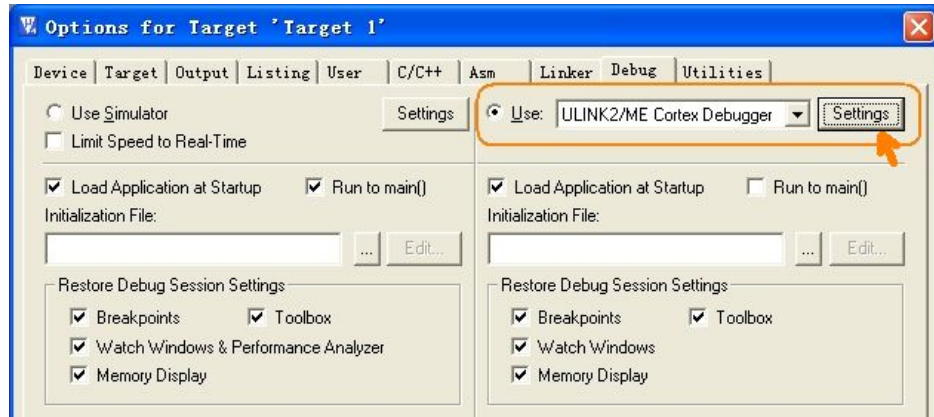 Options for Target 'Target 1'
Device Target Output Listing User C/C++ Asm Linker Debug Utilities
Use Simulator Settings
Limit Speed to Real-Time
Use: ULINK2/ME Cortex Debugger Settings
Load Application at Startup Run to main()
Initialization File:
... Edit...
Restore Debug Session Settings
Breakpoints Toolbox
Watch Windows & Performance Analyzer
Memory Display
Load Application at Startup Run to main()
Initialization File:
... Edit...
Restore Debug Session Settings
Breakpoints Toolbox
Watch Windows
Memory Display